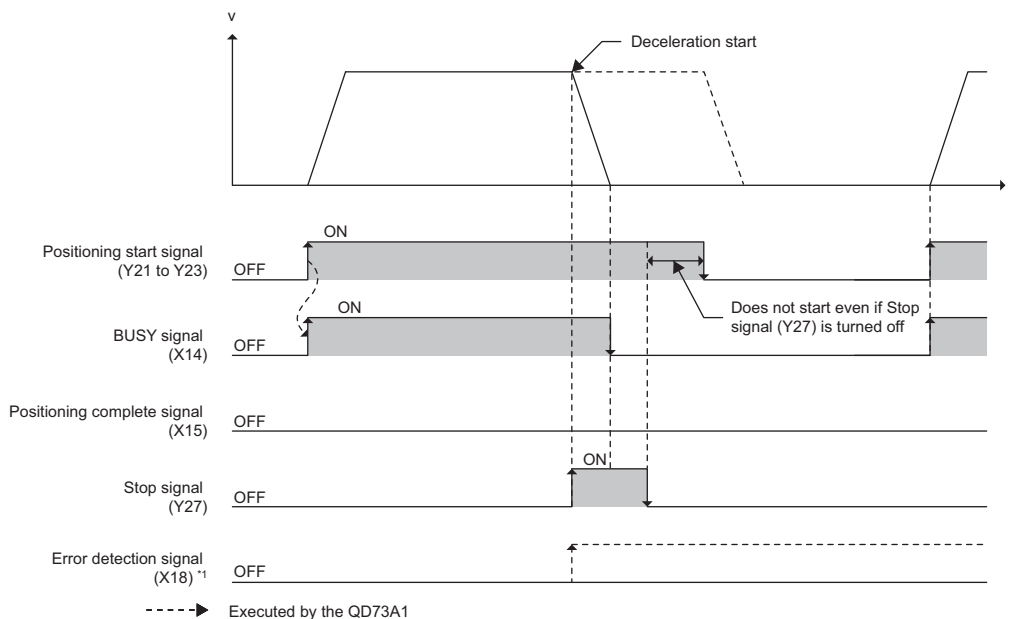 v
Deceleration start
Positioning start signal
(Y21 to Y23)
ON
OFF
Does not start even if Stop
signal (Y27) is turned off
BUSY signal
(X14)
ON
OFF
Positioning complete signal
(X15)
OFF
Stop signal
(Y27)
ON
OFF
Error detection signal
(X18) *1
OFF
Executed by the QD73A1